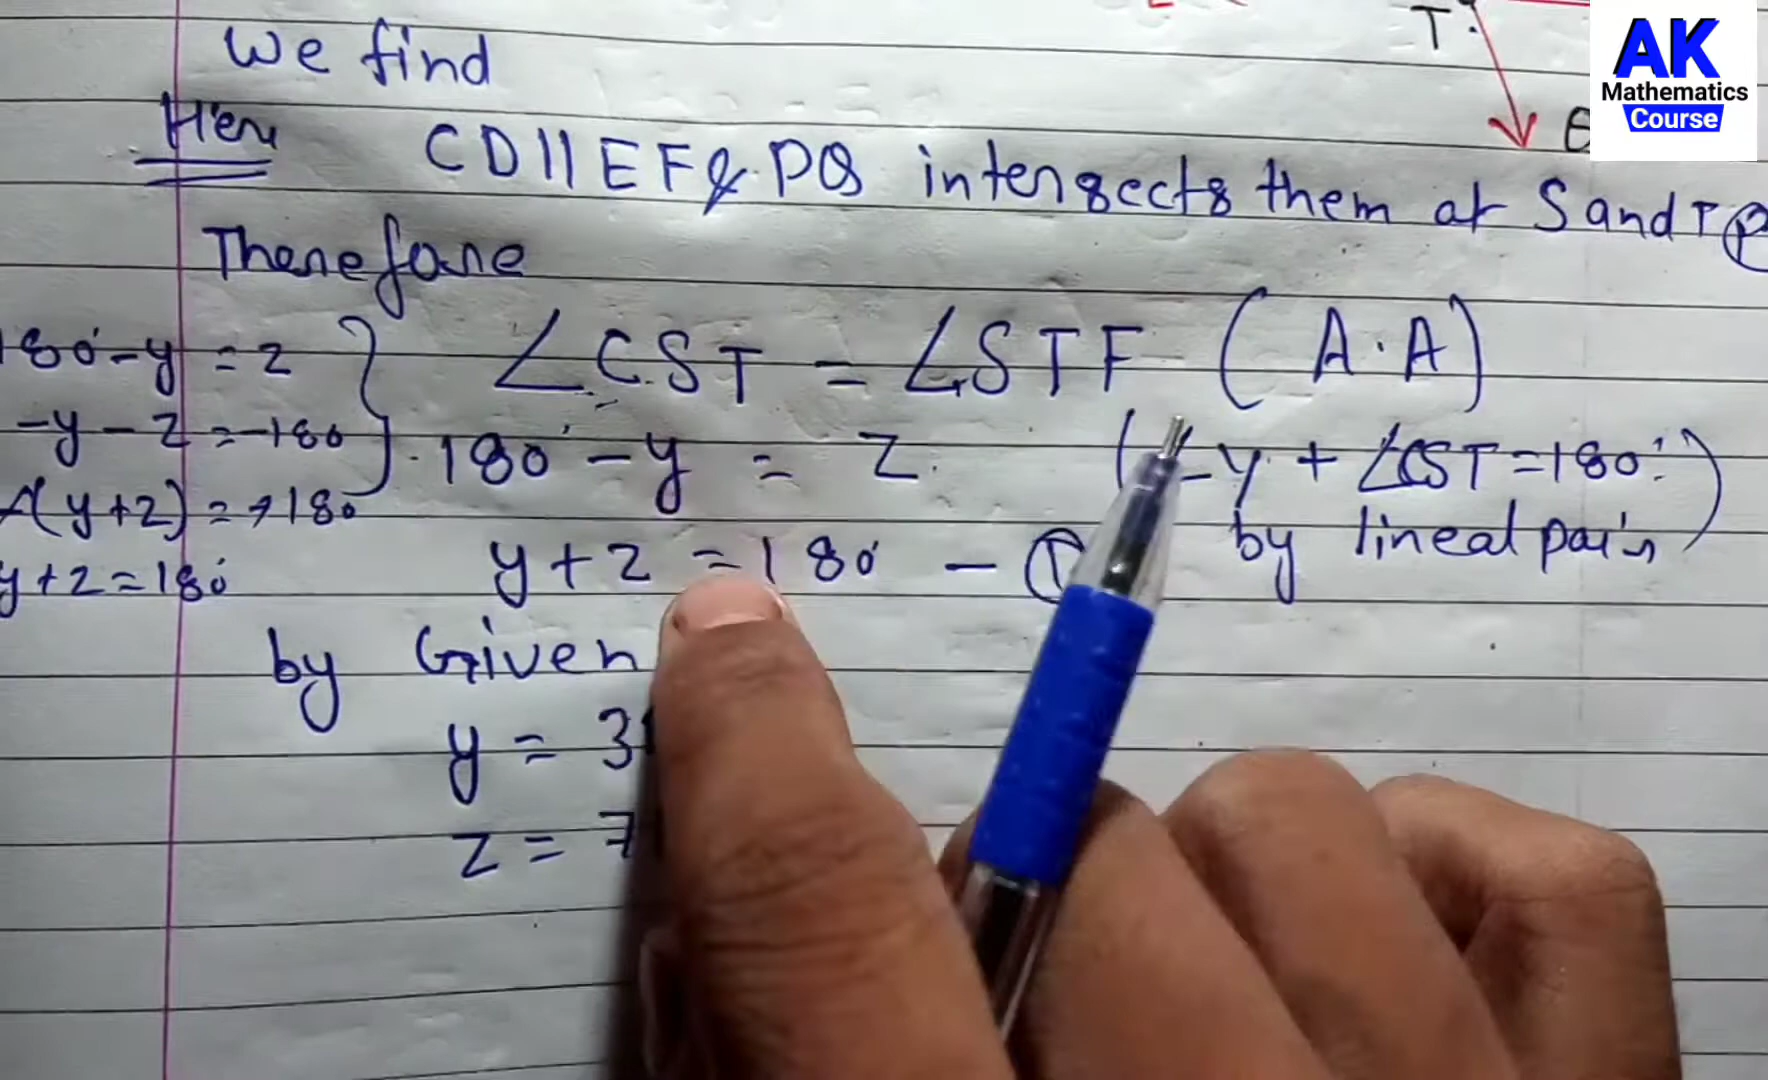 T
AK
Mathematics
Course
We find
Here CD||EF & PQ intersects them at S and T
Therefore
∠CST = ∠STF (A.A)
180°-y = z
180°-y = z (∠y + ∠CST = 180°)
-y-z = -180
by lineal pair
-(y+z) = -180
y+z = 180° - ①
y+z = 180°
by Given
y = 3
z = 7